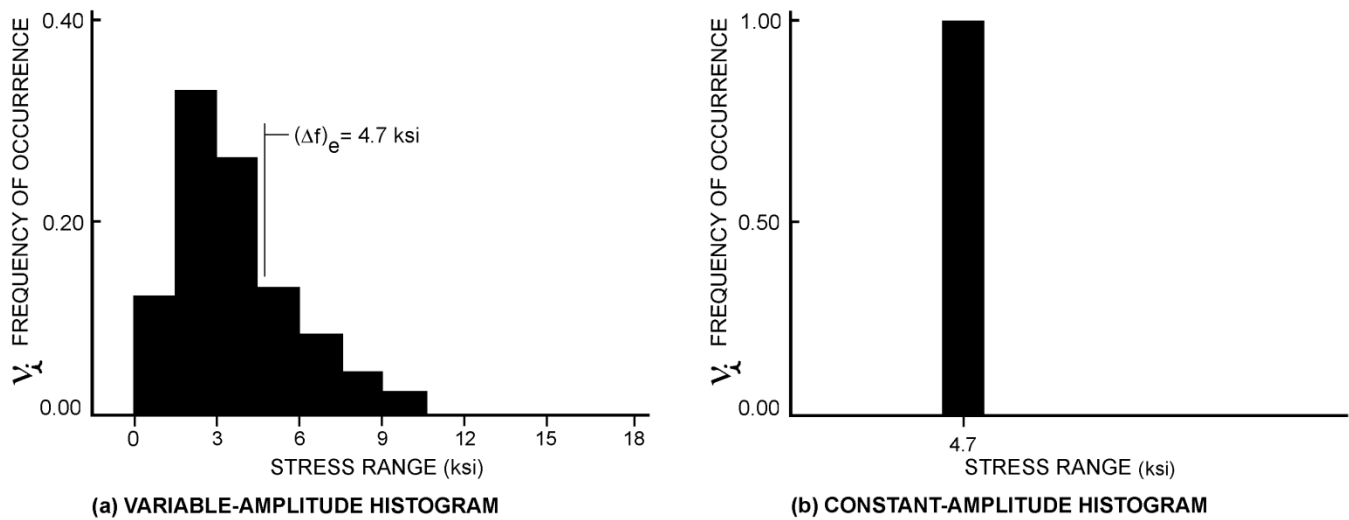 0.40
0.20
0.00
νᵢ FREQUENCY OF OCCURRENCE
(Δf)e = 4.7 ksi
0 3 6 9 12 15 18
STRESS RANGE (ksi)
(a) VARIABLE-AMPLITUDE HISTOGRAM
1.00
0.50
0.00
νᵢ FREQUENCY OF OCCURRENCE
4.7
STRESS RANGE (ksi)
(b) CONSTANT-AMPLITUDE HISTOGRAM